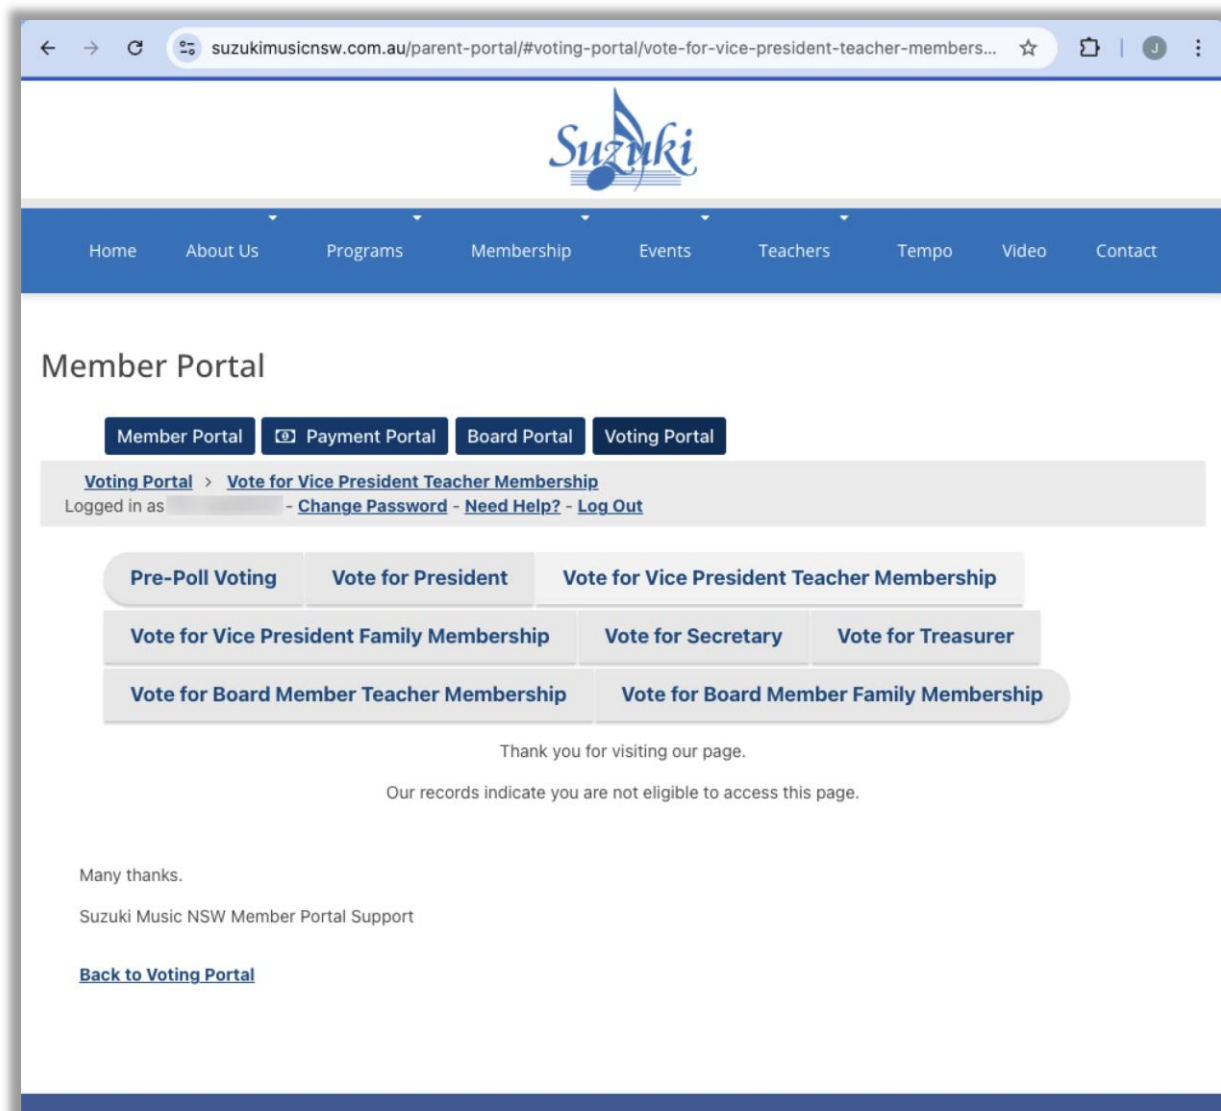 suzukimusicnsw.com.au/parent-portal/#voting-portal/vote-for-vice-president-teacher-members...
J
Suzuki
Home About Us Programs Membership Events Teachers Tempo Video Contact
Member Portal
Member Portal Payment Portal Board Portal Voting Portal
Voting Portal > Vote for Vice President Teacher Membership
Logged in as - Change Password - Need Help? - Log Out
Pre-Poll Voting Vote for President Vote for Vice President Teacher Membership
Vote for Vice President Family Membership Vote for Secretary Vote for Treasurer
Vote for Board Member Teacher Membership Vote for Board Member Family Membership
Thank you for visiting our page.
Our records indicate you are not eligible to access this page.
Many thanks.
Suzuki Music NSW Member Portal Support
Back to Voting Portal